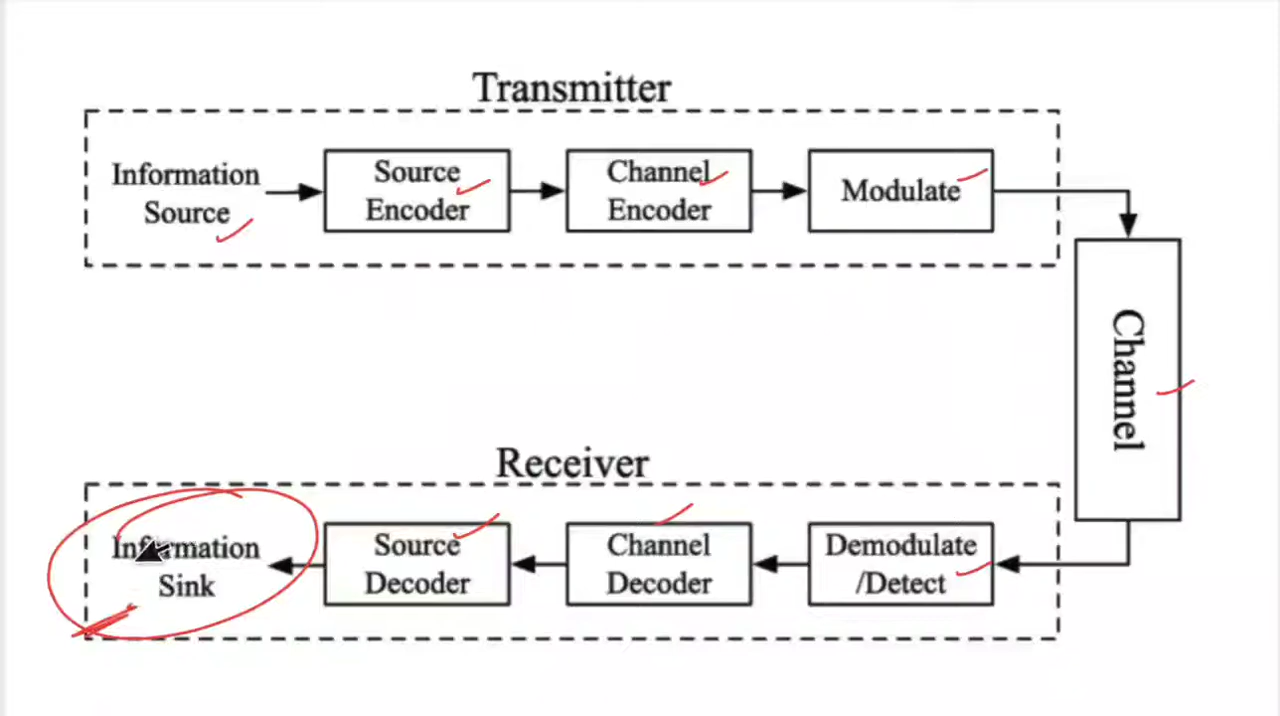 Transmitter
Information
Source
Source
Encoder
Channel
Encoder
Modulate
Channel
Receiver
Information
Sink
Source
Decoder
Channel
Decoder
Demodulate
/Detect